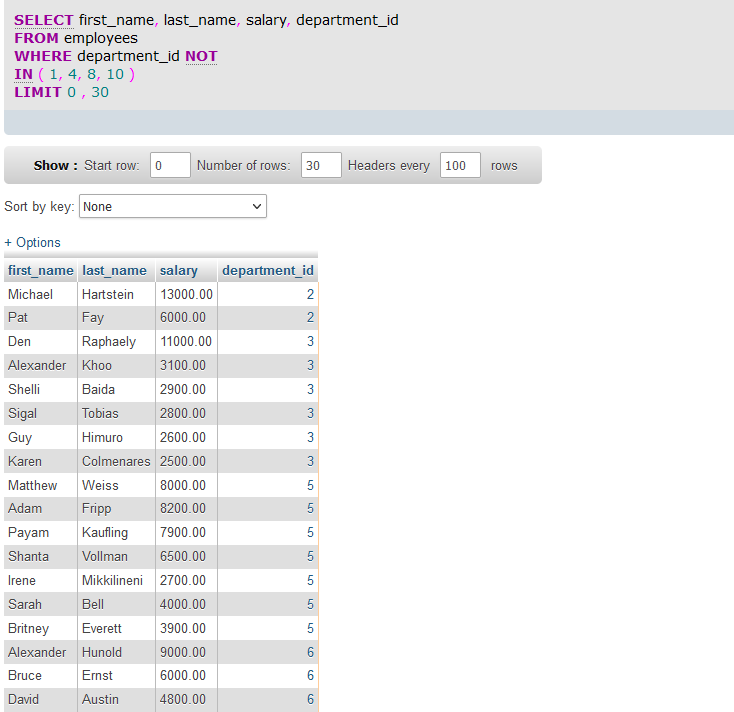 SELECT first_name, last_name, salary, department_id
FROM employees
WHERE department_id NOT
IN ( 1, 4, 8, 10 )
LIMIT 0 , 30
Show : Start row: 0 Number of rows: 30 Headers every 100 rows
Sort by key: None
+ Options
first_name last_name salary department_id
Michael Hartstein 13000.00 2
Pat Fay 6000.00 2
Den Raphaely 11000.00 3
Alexander Khoo 3100.00 3
Shelli Baida 2900.00 3
Sigal Tobias 2800.00 3
Guy Himuro 2600.00 3
Karen Colmenares 2500.00 3
Matthew Weiss 8000.00 5
Adam Fripp 8200.00 5
Payam Kaufling 7900.00 5
Shanta Vollman 6500.00 5
Irene Mikkilineni 2700.00 5
Sarah Bell 4000.00 5
Britney Everett 3900.00 5
Alexander Hunold 9000.00 6
Bruce Ernst 6000.00 6
David Austin 4800.00 6